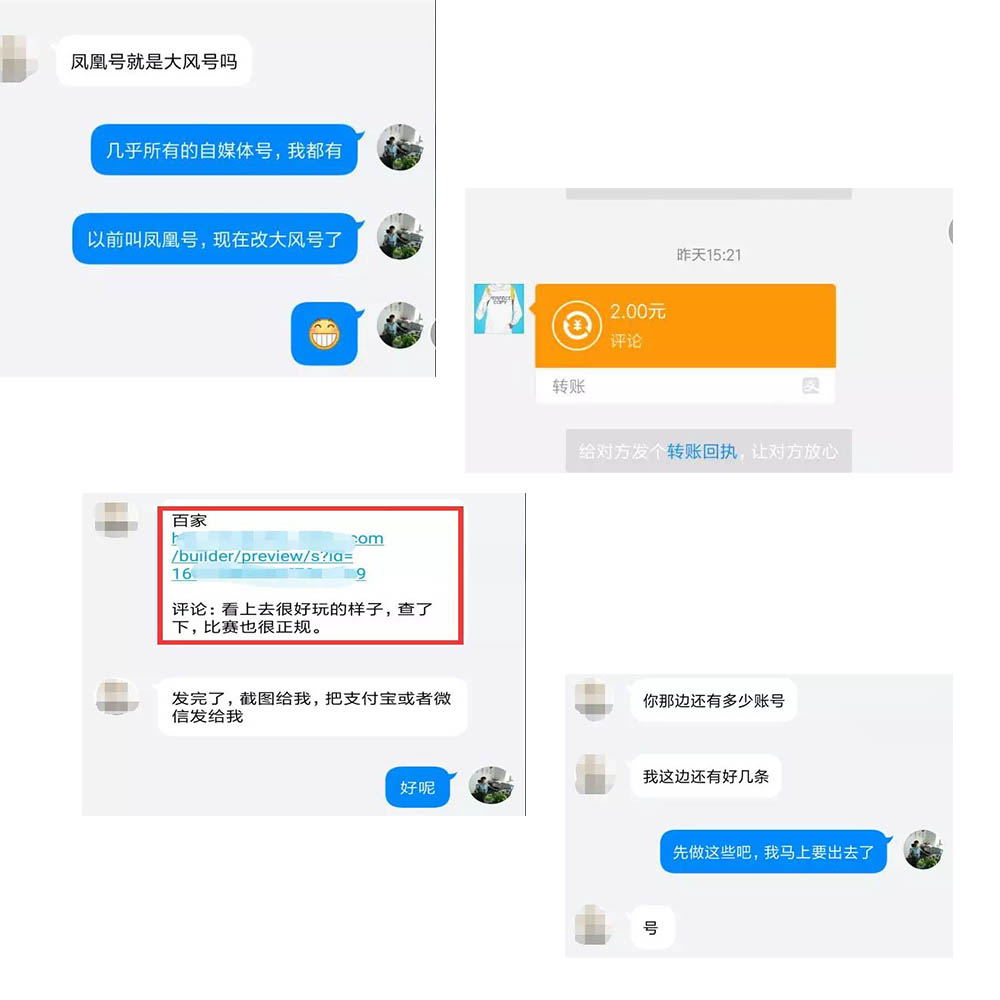 凤凰号就是大风号吗
几乎所有的自媒体号，我都有
以前叫凤凰号，现在改大风号了
昨天15:21
PERFECT
COPY
2.00元
评论
转账
支
给对方发个转账回执，让对方放心
百家
com
/builder/preview/s?id=
16 9
评论：看上去很好玩的样子，查了
下，比赛也很正规。
发完了，截图给我，把支付宝或者微
信发给我
好呢
你那边还有多少账号
我这边还有好几条
先做这些吧，我马上要出去了
号